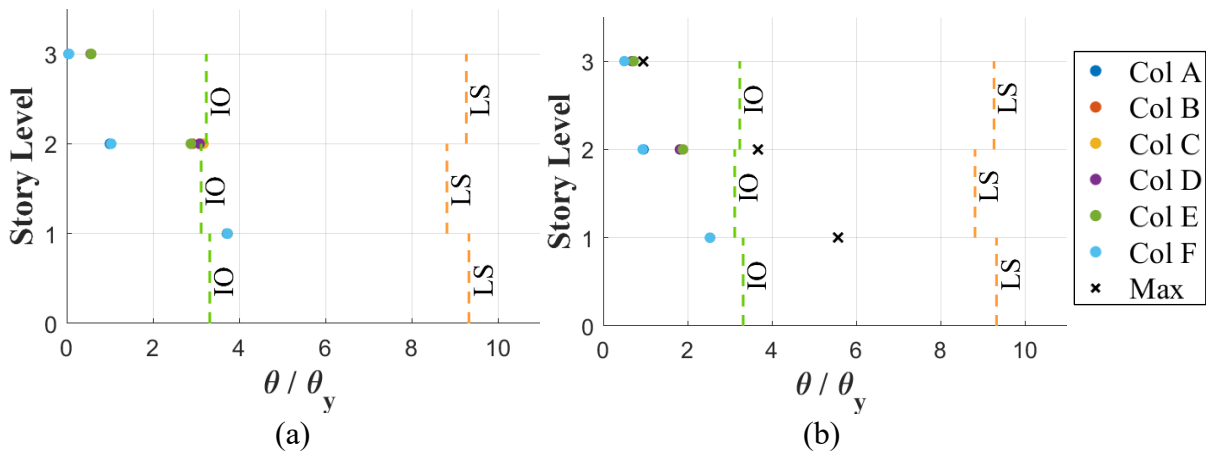 3
2
1
0
Story Level
IO
IO
IO
LS
LS
LS
0 2 4 6 8 10
θ / θy
(a)
3
2
1
0
Story Level
IO
IO
IO
LS
LS
LS
0 2 4 6 8 10
θ / θy
(b)
Col A
Col B
Col C
Col D
Col E
Col F
Max